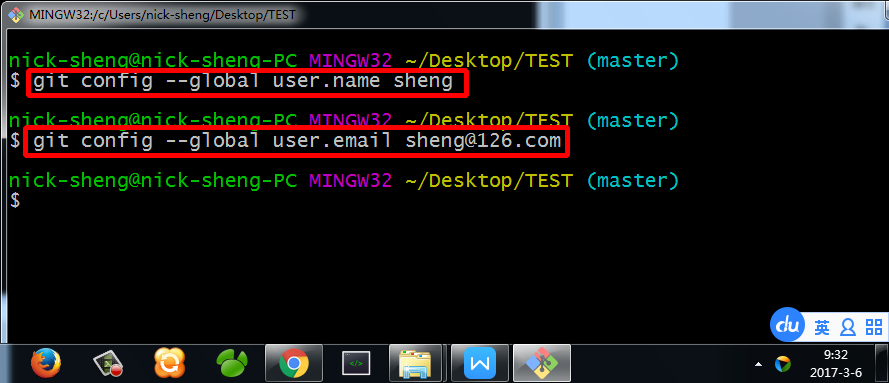 MINGW32:/c/Users/nick-sheng/Desktop/TEST
nick-sheng@nick-sheng-PC MINGW32 ~/Desktop/TEST (master)
$ git config --global user.name sheng
nick-sheng@nick-sheng-PC MINGW32 ~/Desktop/TEST (master)
$ git config --global user.email sheng@126.com
nick-sheng@nick-sheng-PC MINGW32 ~/Desktop/TEST (master)
$
du 英
</>
W
9:32
2017-3-6